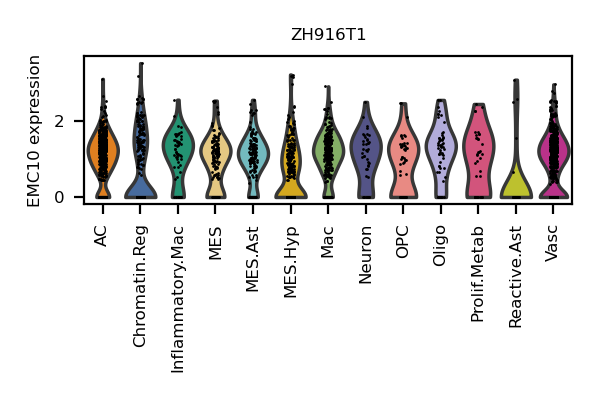 ZH916T1
EMC10 expression
2
0
AC
Chromatin.Reg
Inflammatory.Mac
MES
MES.Ast
MES.Hyp
Mac
Neuron
OPC
Oligo
Prolif.Metab
Reactive.Ast
Vasc